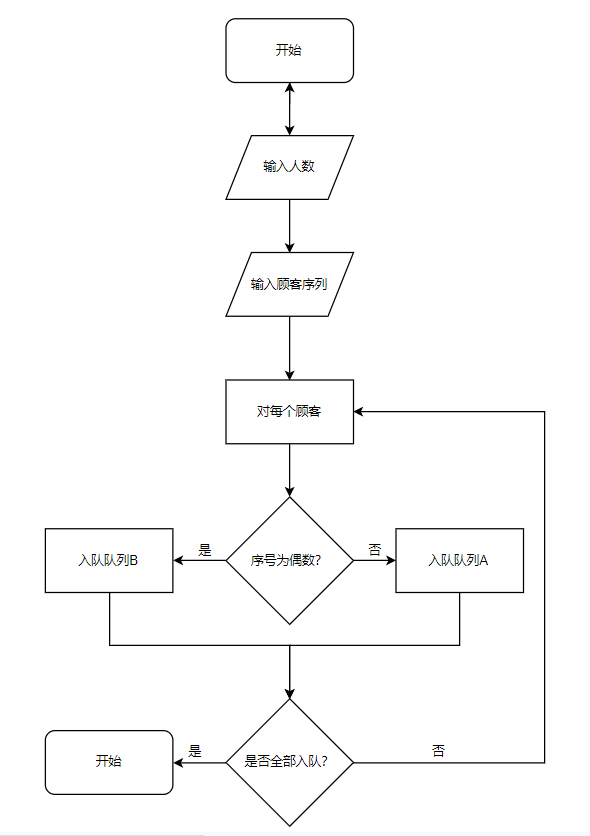 开始
输入人数
输入顾客序列
对每个顾客
入队队列B
是
序号为偶数?
否
入队队列A
开始
是
是否全部入队?
否